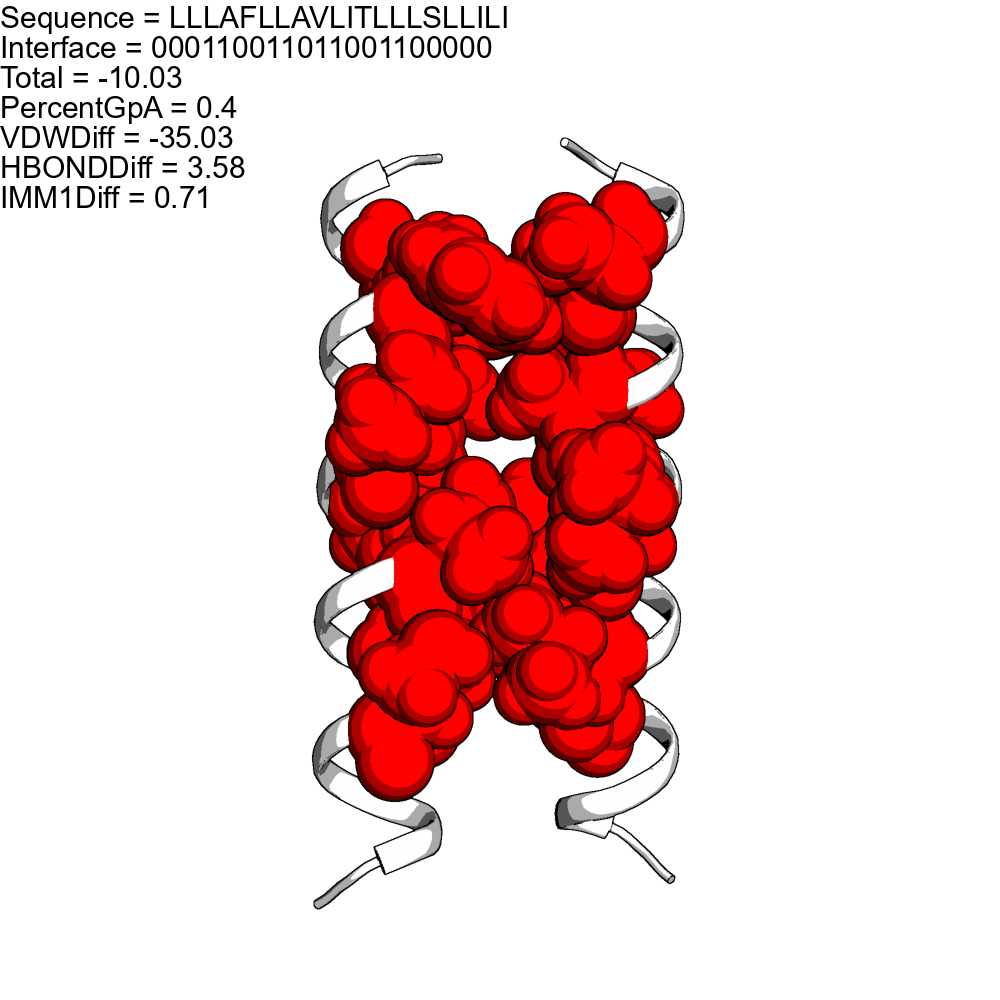 Sequence = LLLAFLLAVLITLLLSLLILI
Interface = 000110011011001100000
Total = -10.03
PercentGpA = 0.4
VDWDiff = -35.03
HBONDDiff = 3.58
IMM1Diff = 0.71